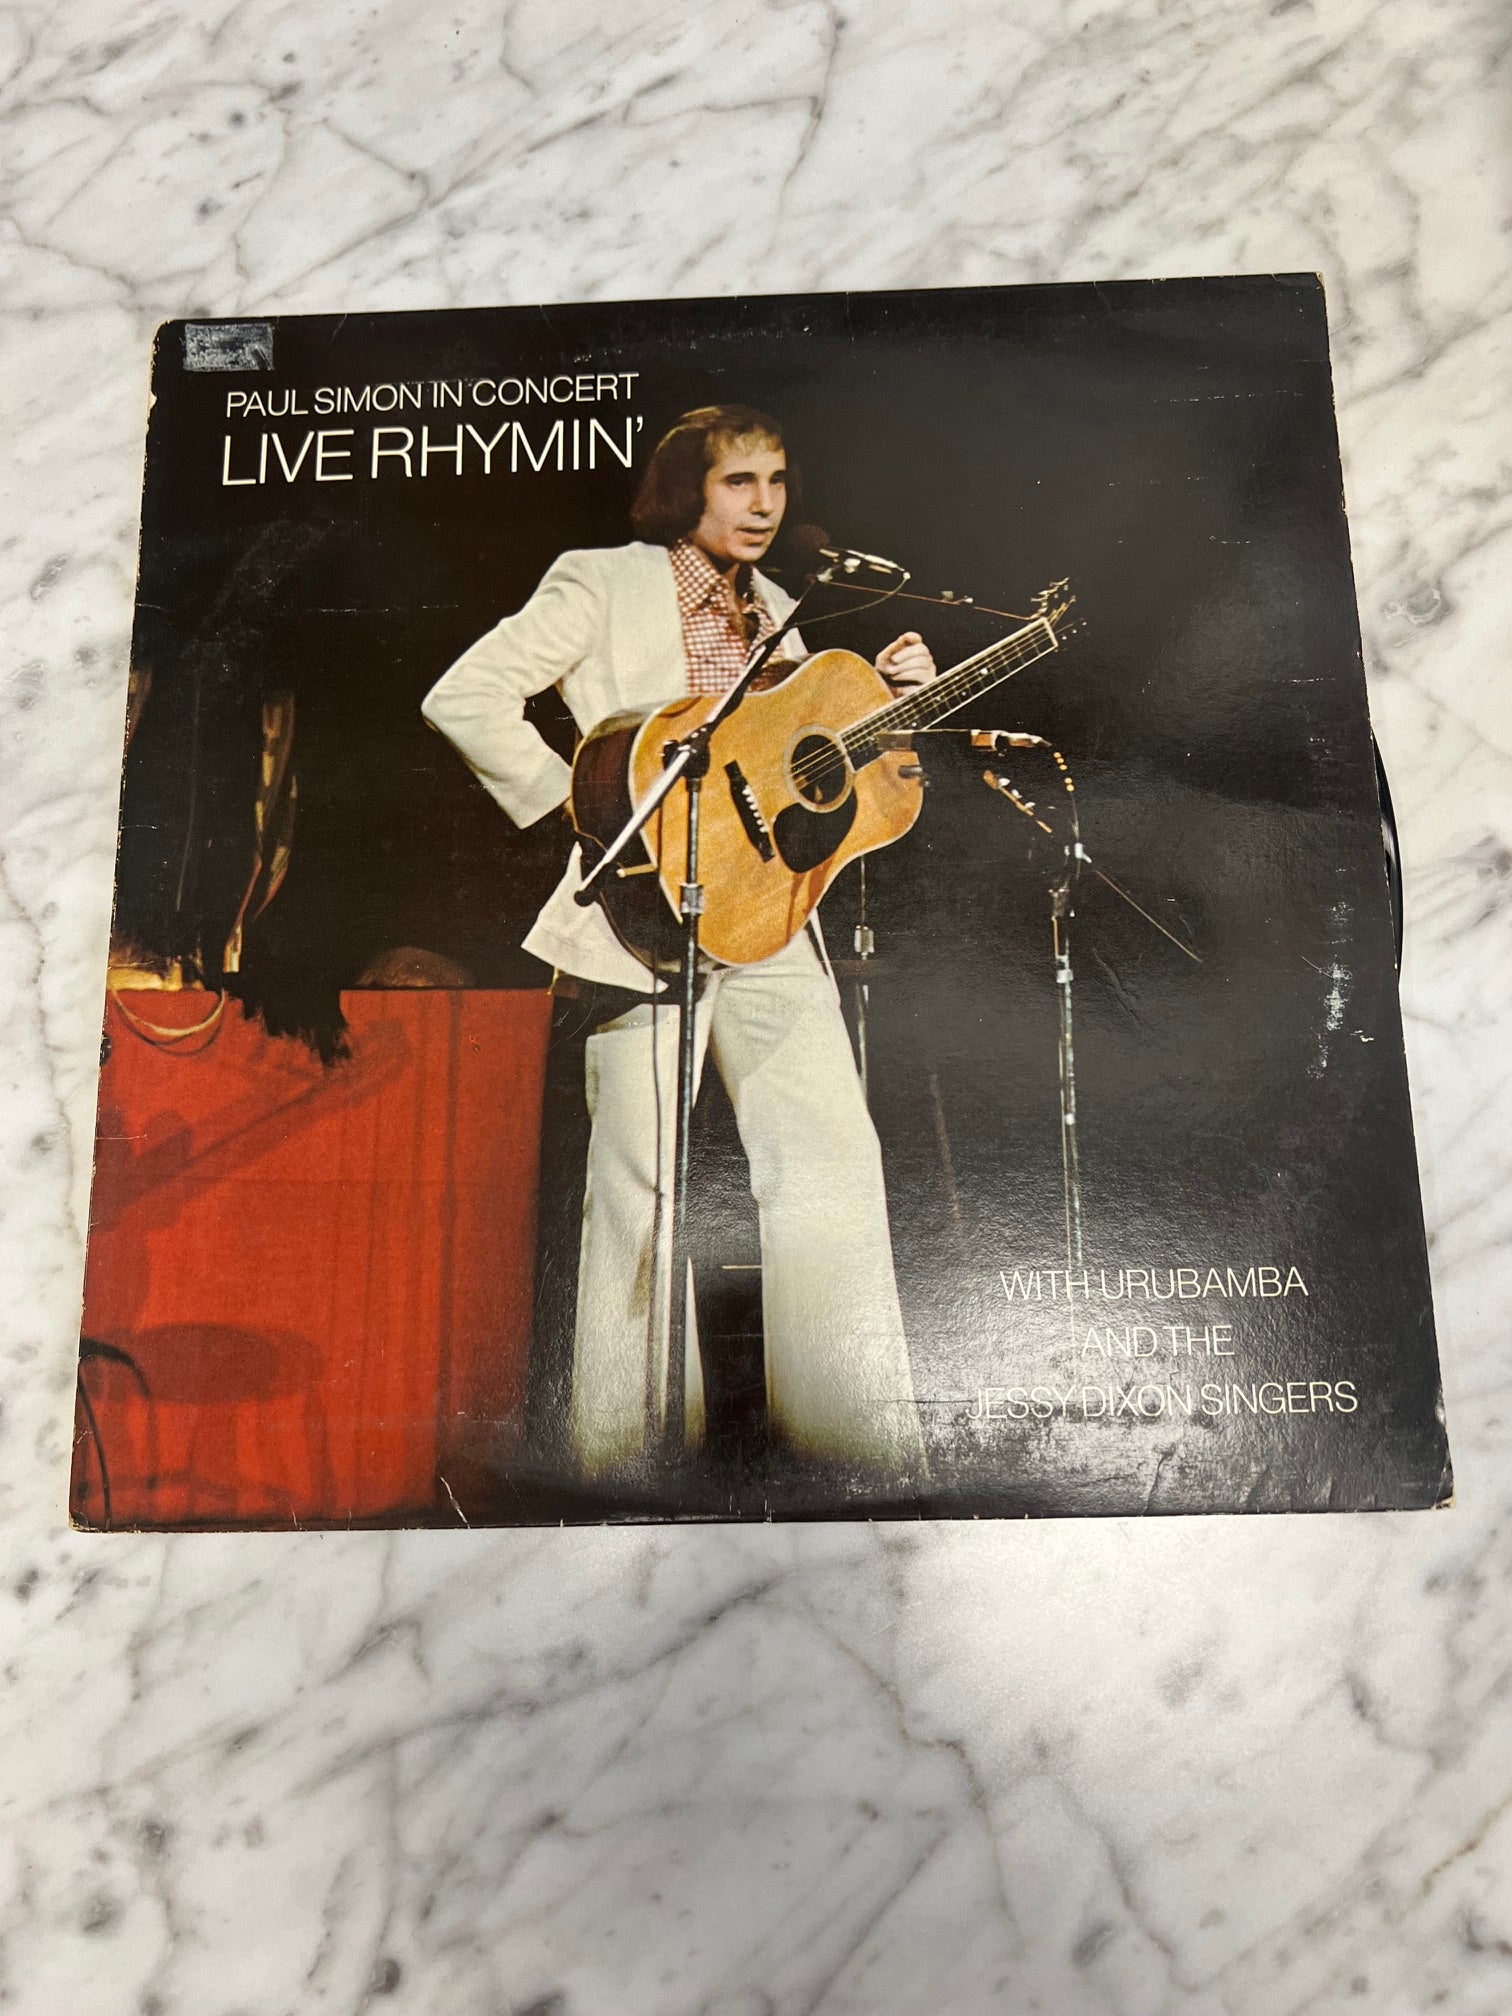 PAUL SIMON IN CONCERT
LIVE RHYMIN'
WITH URUBAMBA
AND THE
JESSY DIXON SINGERS